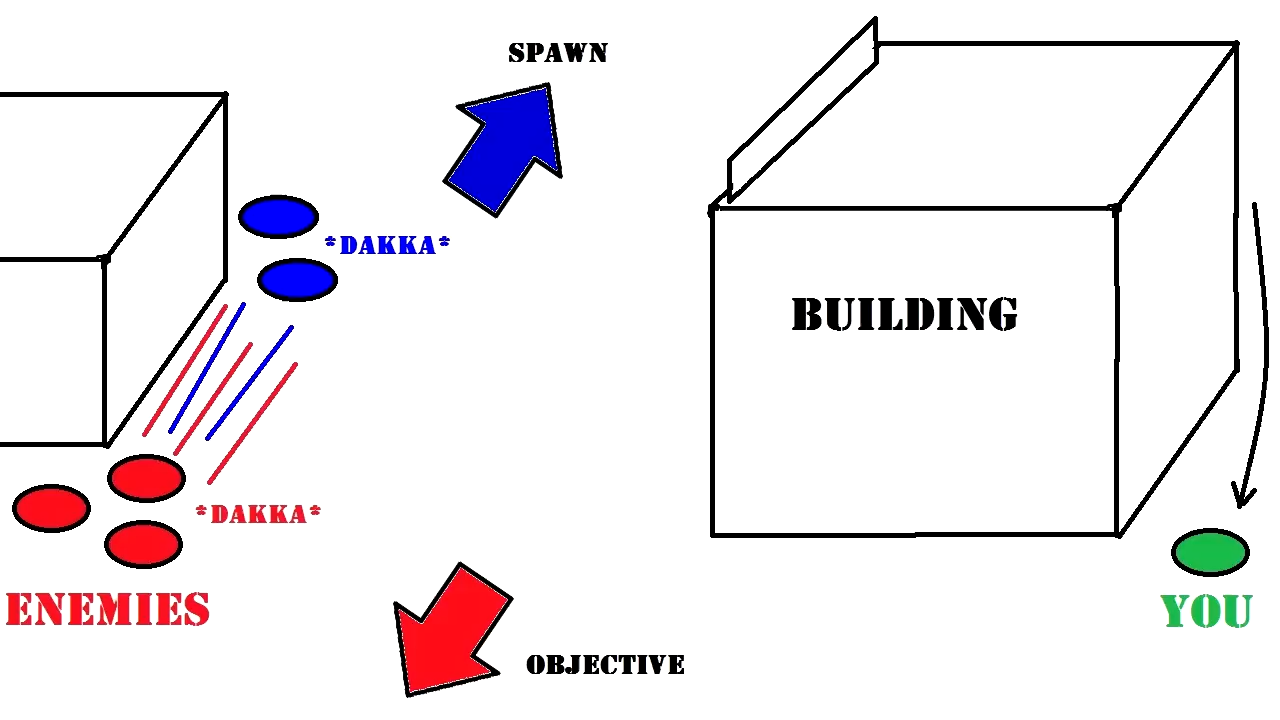 SPAWN
*DAKKA*
BUILDING
*DAKKA*
ENEMIES
YOU
OBJECTIVE